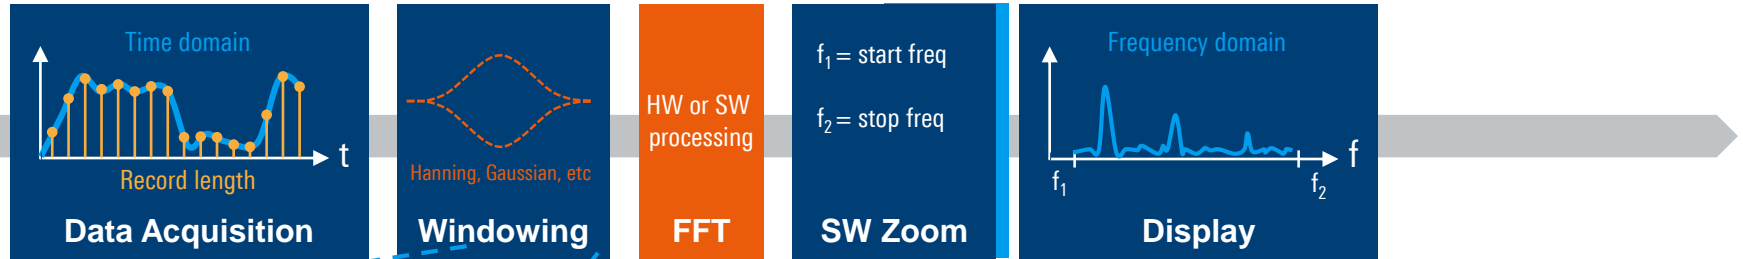 Time domain
t
Record length
Data Acquisition
Hanning, Gaussian, etc
Windowing
HW or SW
processing
FFT
f₁ = start freq
f₂ = stop freq
SW Zoom
Frequency domain
f
f₁
f₂
Display